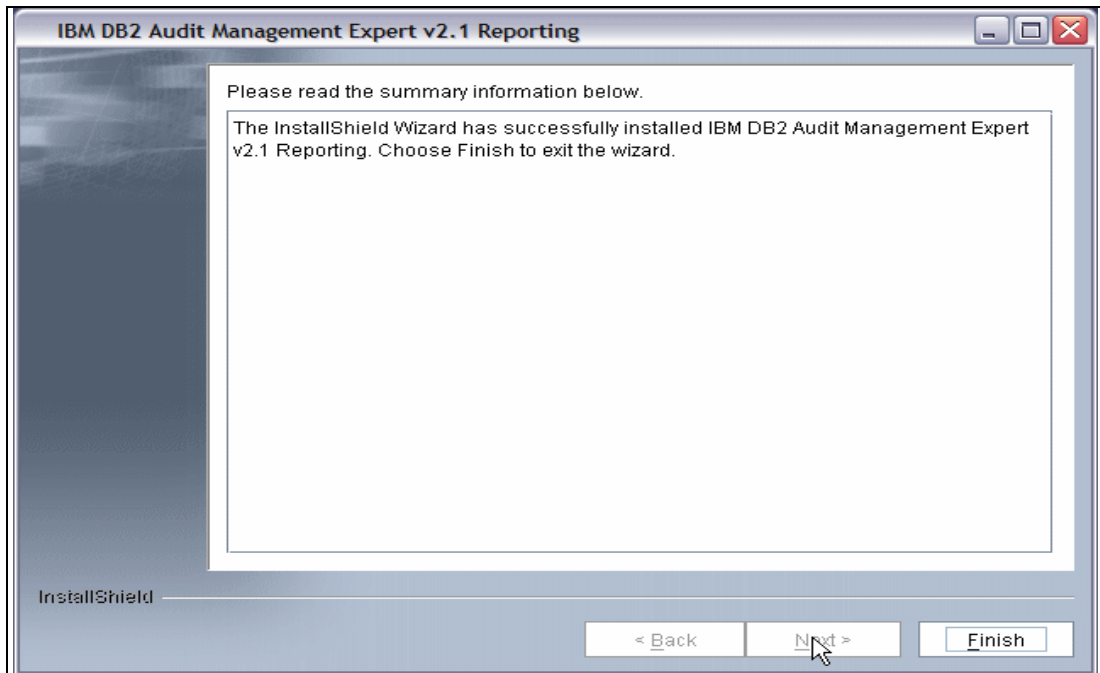 IBM DB2 Audit Management Expert v2.1 Reporting
Please read the summary information below.
The InstallShield Wizard has successfully installed IBM DB2 Audit Management Expert
v2.1 Reporting. Choose Finish to exit the wizard.
InstallShield
< Back
Next >
Finish